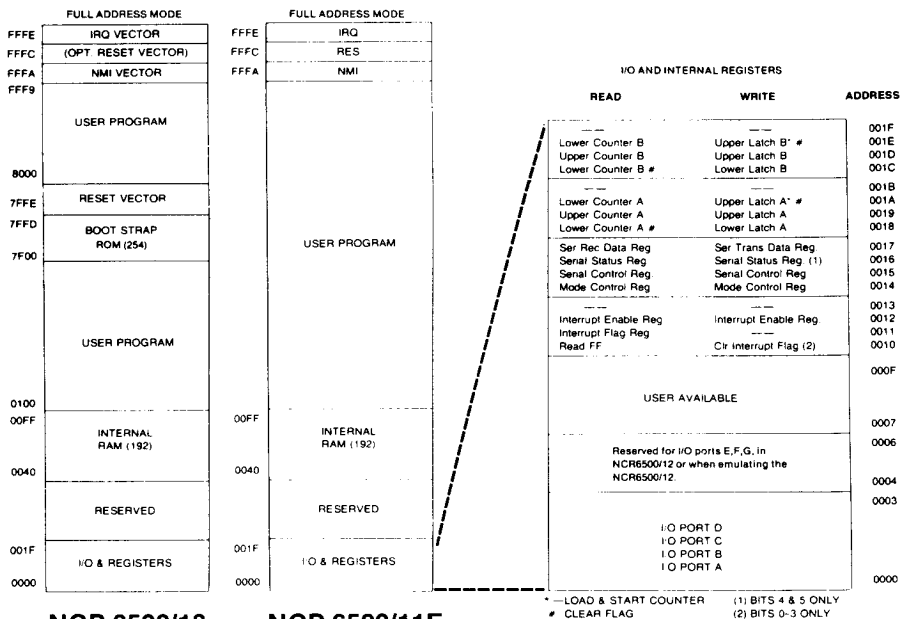 FULL ADDRESS MODE
FFFE IRQ VECTOR
FFFC (OPT. RESET VECTOR)
FFFA NMI VECTOR
FFF9
USER PROGRAM
8000
7FFE RESET VECTOR
7FFD
BOOT STRAP
ROM (254)
7F00
USER PROGRAM
0100
00FF
INTERNAL
RAM (192)
0040
RESERVED
001F
I/O & REGISTERS
0000
FULL ADDRESS MODE
FFFE IRQ
FFFC RES
FFFA NMI
USER PROGRAM
00FF
INTERNAL
RAM (192)
0040
RESERVED
001F
I/O & REGISTERS
0000
I/O AND INTERNAL REGISTERS
READ WRITE ADDRESS
—— —— 001F
Lower Counter B Upper Latch B* # 001E
Upper Counter B Upper Latch B 001D
Lower Counter B # Lower Latch B 001C
—— —— 001B
Lower Counter A Upper Latch A* # 001A
Upper Counter A Upper Latch A 0019
Lower Counter A # Lower Latch A 0018
Ser Rec Data Reg Ser Trans Data Reg. 0017
Serial Status Reg Serial Status Reg. (1) 0016
Serial Control Reg. Serial Control Reg 0015
Mode Control Reg Mode Control Reg 0014
—— —— 0013
Interrupt Enable Reg Interrupt Enable Reg. 0012
Interrupt Flag Reg —— 0011
Read FF Clr Interrupt Flag (2) 0010
000F
USER AVAILABLE
0007
0006
Reserved for I/O ports E,F,G, in
NCR6500/12 or when emulating the
NCR6500/12.
0004
0003
I/O PORT D
I/O PORT C
I/O PORT B
I/O PORT A
0000
* —LOAD & START COUNTER (1) BITS 4 & 5 ONLY
# CLEAR FLAG (2) BITS 0-3 ONLY